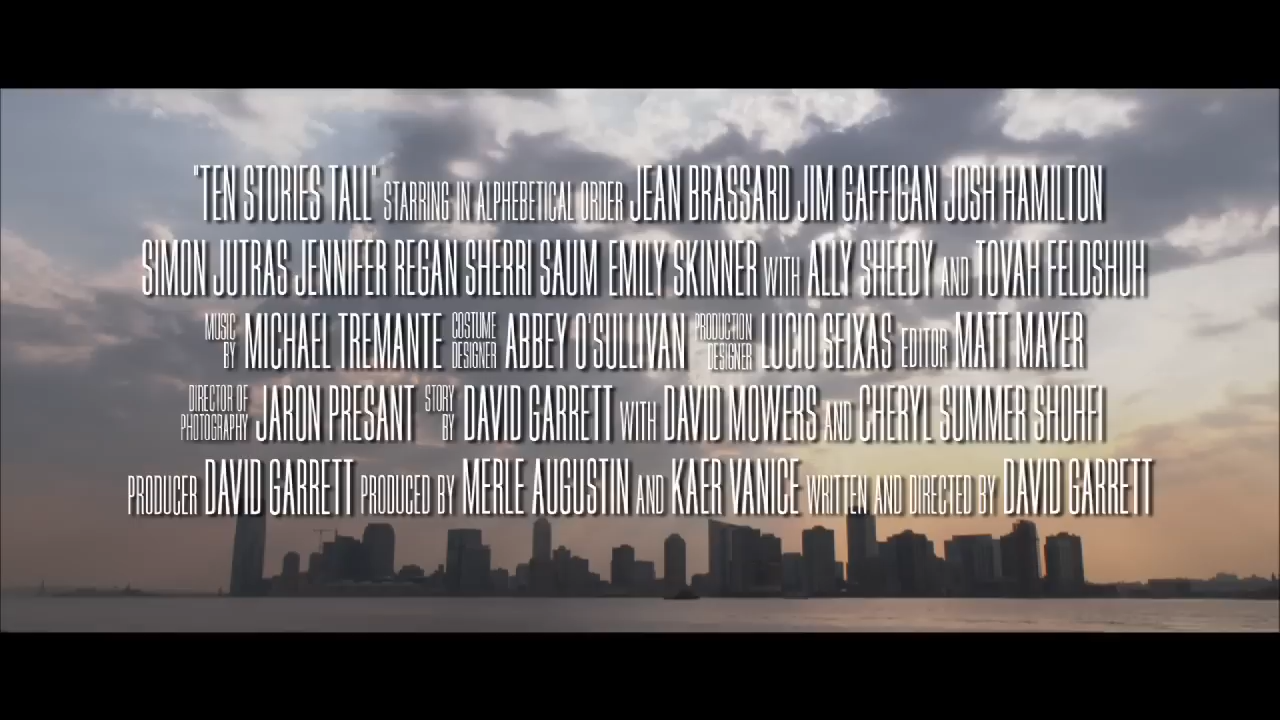 "TEN STORIES TALL" STARRING IN ALPHEBETICAL ORDER JEAN BRASSARD JIM GAFFIGAN JOSH HAMILTON
SIMON JUTRAS JENNIFER REGAN SHERRI SAUM EMILY SKINNER WITH ALLY SHEEDY AND TOVAH FELDSHUH
MUSIC BY MICHAEL TREMANTE COSTUME DESIGNER ABBEY O'SULLIVAN PRODUCTION DESIGNER LUCIO SEIXAS EDITOR MATT MAYER
DIRECTOR OF PHOTOGRAPHY JARON PRESANT STORY BY DAVID GARRETT WITH DAVID MOWERS AND CHERYL SUMMER SHOHFI
PRODUCER DAVID GARRETT PRODUCED BY MERLE AUGUSTIN AND KAER VANICE WRITTEN AND DIRECTED BY DAVID GARRETT